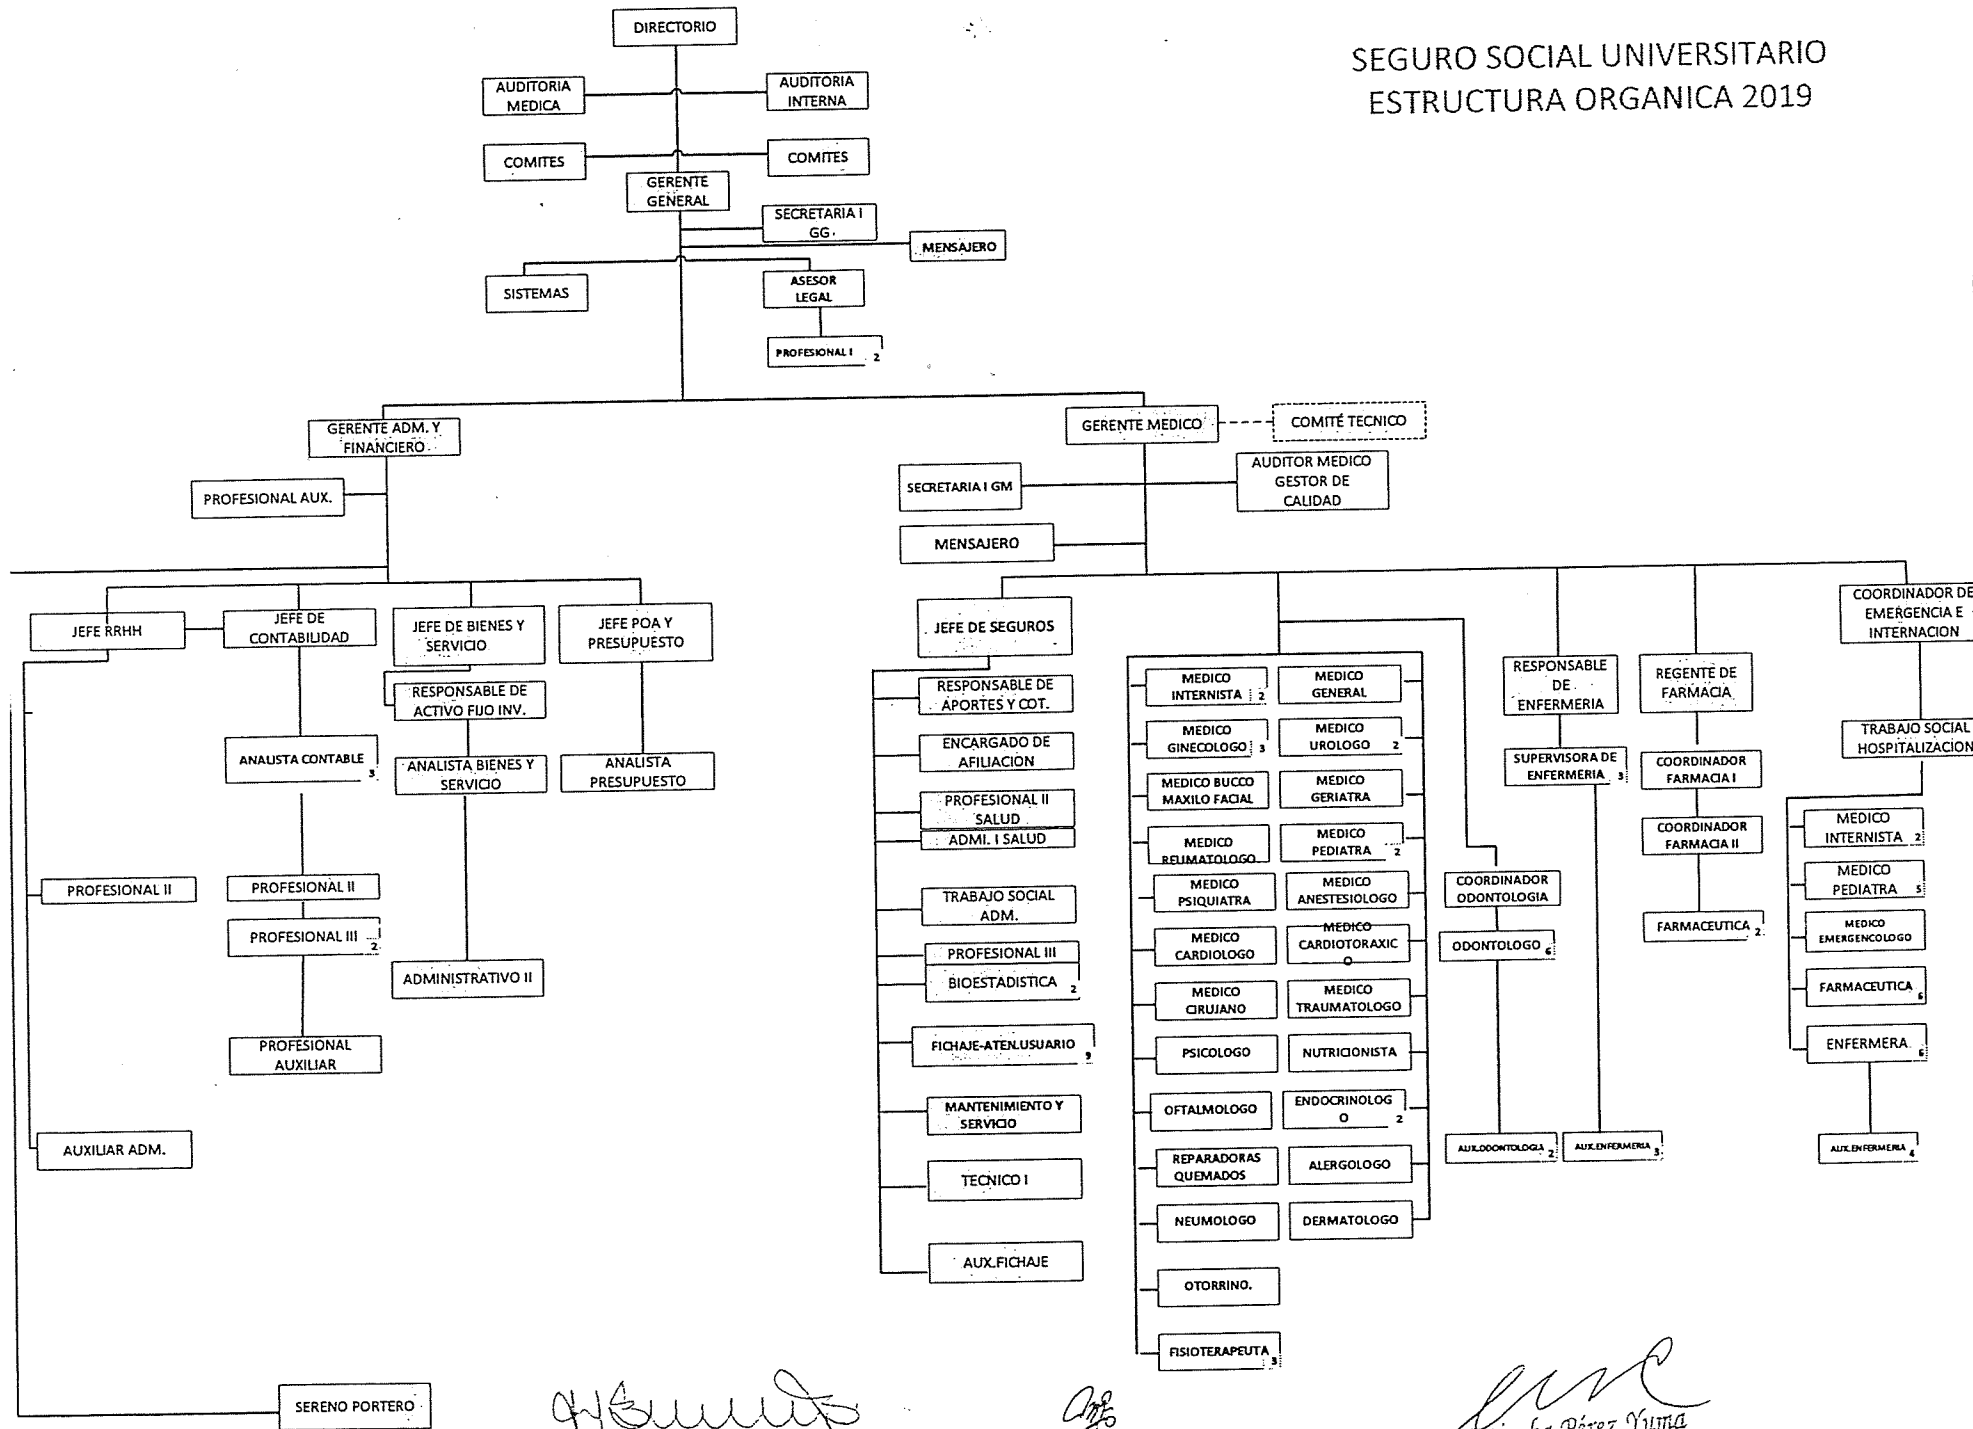 SEGURO SOCIAL UNIVERSITARIO
ESTRUCTURA ORGANICA 2019
DIRECTORIO
AUDITORIA
MEDICA
AUDITORIA
INTERNA
COMITES
COMITES
GERENTE
GENERAL
SECRETARIA I
GG.
MENSAJERO
SISTEMAS
ASESOR
LEGAL
PROFESIONAL I 2
GERENTE ADM. Y
FINANCIERO
GERENTE MEDICO
COMITÉ TECNICO
PROFESIONAL AUX.
SECRETARIA I GM
AUDITOR MEDICO
GESTOR DE
CALIDAD
MENSAJERO
JEFE RRHH
JEFE DE
CONTABILIDAD
JEFE DE BIENES Y
SERVICIO
JEFE POA Y
PRESUPUESTO
RESPONSABLE DE
ACTIVO FIJO INV.
ANALISTA CONTABLE 3
ANALISTA BIENES Y
SERVICIO
ANALISTA
PRESUPUESTO
PROFESIONAL II
PROFESIONAL II
PROFESIONAL III 2
ADMINISTRATIVO II
PROFESIONAL
AUXILIAR
AUXILIAR ADM.
SERENO PORTERO
JEFE DE SEGUROS
RESPONSABLE DE
APORTES Y COT.
ENCARGADO DE
AFILIACIÓN
PROFESIONAL II
SALUD
ADMI. I SALUD
TRABAJO SOCIAL
ADM.
PROFESIONAL III
BIOESTADISTICA 2
FICHAJE-ATEN.USUARIO 9
MANTENIMIENTO Y
SERVICIO
TECNICO I
AUX.FICHAJE
MEDICO
INTERNISTA 2
MEDICO
GENERAL
MEDICO
GINECOLOGO 3
MEDICO
UROLOGO 2
MEDICO BUCCO
MAXILO FACIAL
MEDICO
GERIATRA
MEDICO
REUMATOLOGO
MEDICO
PEDIATRA 2
MEDICO
PSIQUIATRA
MEDICO
ANESTESIOLOGO
MEDICO
CARDIOLOGO
MEDICO
CARDIOTORAXIC
O
MEDICO
CIRUJANO
MEDICO
TRAUMATOLOGO
PSICOLOGO
NUTRICIONISTA
OFTALMOLOGO
ENDOCRINOLOG
O 2
REPARADORAS
QUEMADOS
ALERGOLOGO
NEUMOLOGO
DERMATOLOGO
OTORRINO.
FISIOTERAPEUTA 3
COORDINADOR
ODONTOLOGIA
ODONTOLOGO 6
AUX.ODONTOLOGIA 2
RESPONSABLE
DE
ENFERMERIA
SUPERVISORA DE
ENFERMERIA 3
AUX.ENFERMERIA 3
REGENTE DE
FARMACIA
COORDINADOR
FARMACIA I
COORDINADOR
FARMACIA II
FARMACEUTICA 2
COORDINADOR DE
EMERGENCIA E
INTERNACION
TRABAJO SOCIAL
HOSPITALIZACION
MEDICO
INTERNISTA 2
MEDICO
PEDIATRA 5
MEDICO
EMERGENCOLOGO
FARMACEUTICA 6
ENFERMERA 6
AUX.ENFERMERIA 4
Pérez